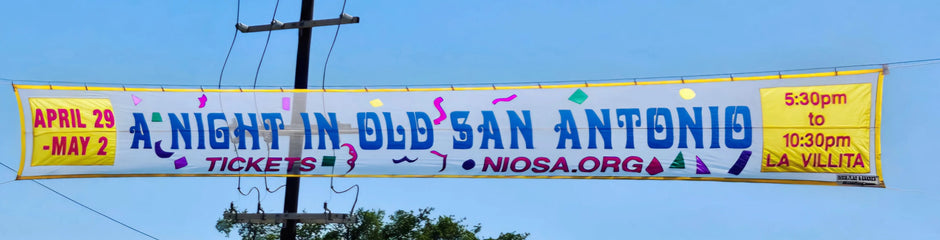 APRIL 29
-MAY 2
A NIGHT IN OLD SAN ANTONIO
TICKETS NIOSA.ORG
5:30pm
to
10:30pm
LA VILLITA